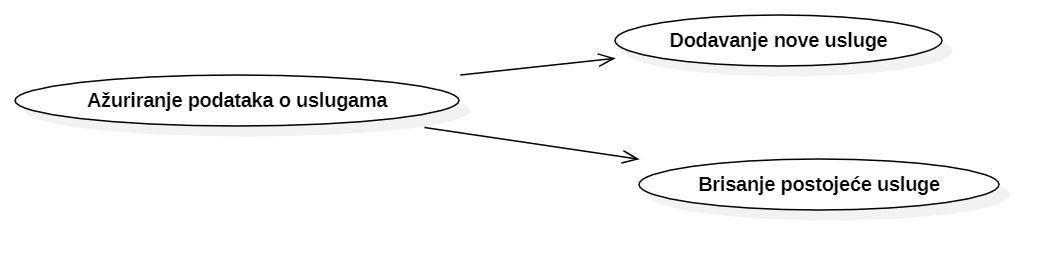 Dodavanje nove usluge
Ažuriranje podataka o uslugama
Brisanje postojeće usluge